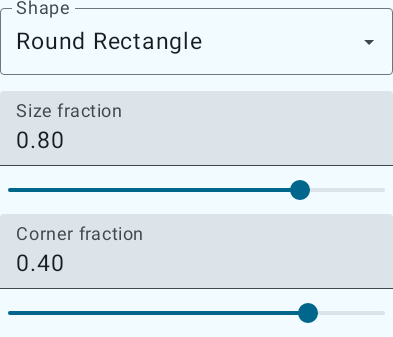 Shape
Round Rectangle
Size fraction
0.80
Corner fraction
0.40